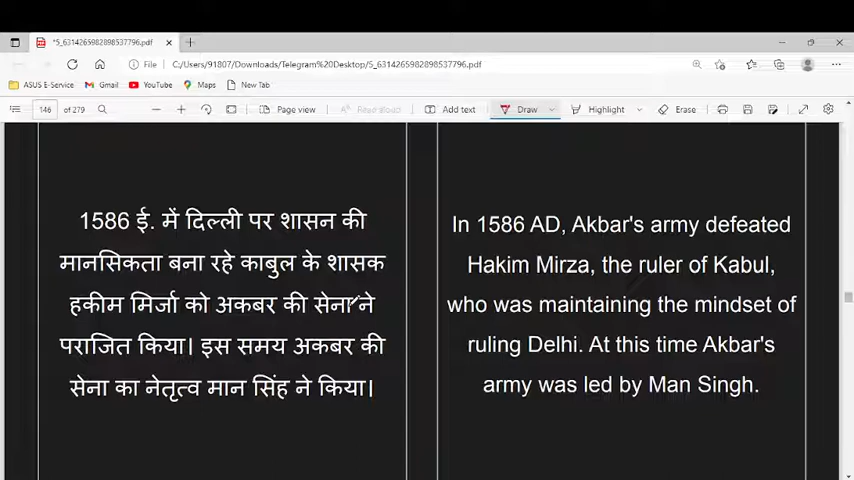 *5_6314265982898537796.pdf
File
C:/Users/91807/Downloads/Telegram%20Desktop/5_6314265982898537796.pdf
ASUS E-Service
Gmail
YouTube
Maps
New Tab
146 of 279
Page view
Read aloud
Add text
Draw
Highlight
Erase
1586 ई. में दिल्ली पर शासन की
मानसिकता बना रहे काबुल के शासक
हकीम मिर्जा को अकबर की सेना ने
पराजित किया। इस समय अकबर की
सेना का नेतृत्व मान सिंह ने किया।
In 1586 AD, Akbar's army defeated
Hakim Mirza, the ruler of Kabul,
who was maintaining the mindset of
ruling Delhi. At this time Akbar's
army was led by Man Singh.